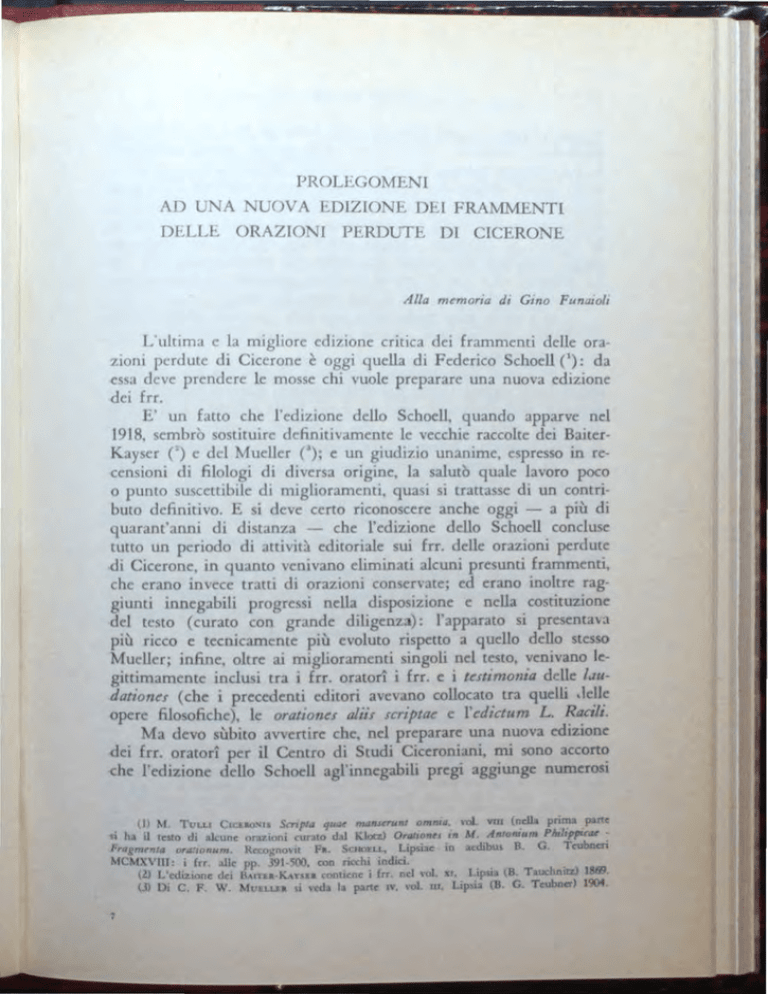 PROLEGOMENI
AD UNA NUOVA EDIZIONE DEI FRAMMENTI
DELLE ORAZIONI PERDUTE DI CICERONE
Alla memoria di Gino Funaioli
L'ultima e la migliore edizione critica dei frammenti delle ora-
zioni perdute di Cicerone è oggi quella di Federico Schoell (¹): da
essa deve prendere le mosse chi vuole preparare una nuova edizione
dei frr.
E' un fatto che l'edizione dello Schoell, quando apparve nel
1918, sembrò sostituire definitivamente le vecchie raccolte dei Baiter-
Kayser (²) e del Mueller (³); e un giudizio unanime, espresso in re-
censioni di filologi di diversa origine, la salutò quale lavoro poco
o punto suscettibile di miglioramenti, quasi si trattasse di un contri-
buto definitivo. E si deve certo riconoscere anche oggi — a più di
quarant'anni di distanza — che l'edizione dello Schoell concluse
tutto un periodo di attività editoriale sui frr. delle orazioni perdute
di Cicerone, in quanto venivano eliminati alcuni presunti frammenti,
che erano invece tratti di orazioni conservate; ed erano inoltre rag-
giunti innegabili progressi nella disposizione e nella costituzione
del testo (curato con grande diligenza): l'apparato si presentava
più ricco e tecnicamente più evoluto rispetto a quello dello stesso
Mueller; infine, oltre ai miglioramenti singoli nel testo, venivano le-
gittimamente inclusi tra i frr. oratorî i frr. e i testimonia delle lau-
dationes (che i precedenti editori avevano collocato tra quelli delle
opere filosofiche), le orationes aliis scriptae e l'edictum L. Racili.
Ma devo sùbito avvertire che, nel preparare una nuova edizione
dei frr. oratorî per il Centro di Studi Ciceroniani, mi sono accorto
che l'edizione dello Schoell agl'innegabili pregi aggiunge numerosi
(1) M. TULLI CICERONIS Scripta quae manserunt omnia, vol. VIII (nella prima parte
si ha il testo di alcune orazioni curato dal Klotz) Orationes in M. Antonium Philippicae -
Fragmenta orationum. Recognovit FR. SCHOELL, Lipsiae in aedibus B. G. Teubneri
MCMXVIII: i frr. alle pp. 391-500, con ricchi indici.
(2) L'edizione dei BAITER-KAYSER contiene i frr. nel vol. XI, Lipsia (B. Tauchnitz) 1869.
(3) Di C. F. W. MUELLER si veda la parte IV, vol. III, Lipsia (B. G. Teubner) 1904.
7